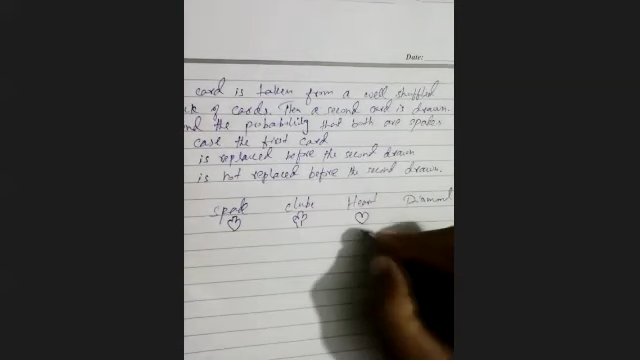 Date:
card is taken from a well shuffled
of cards. Then a second card is drawn.
nd the probability that both are spades
case the first card
is replaced before the second drawn
is not replaced before the second drawn.
Spade clubs Heart Diamond